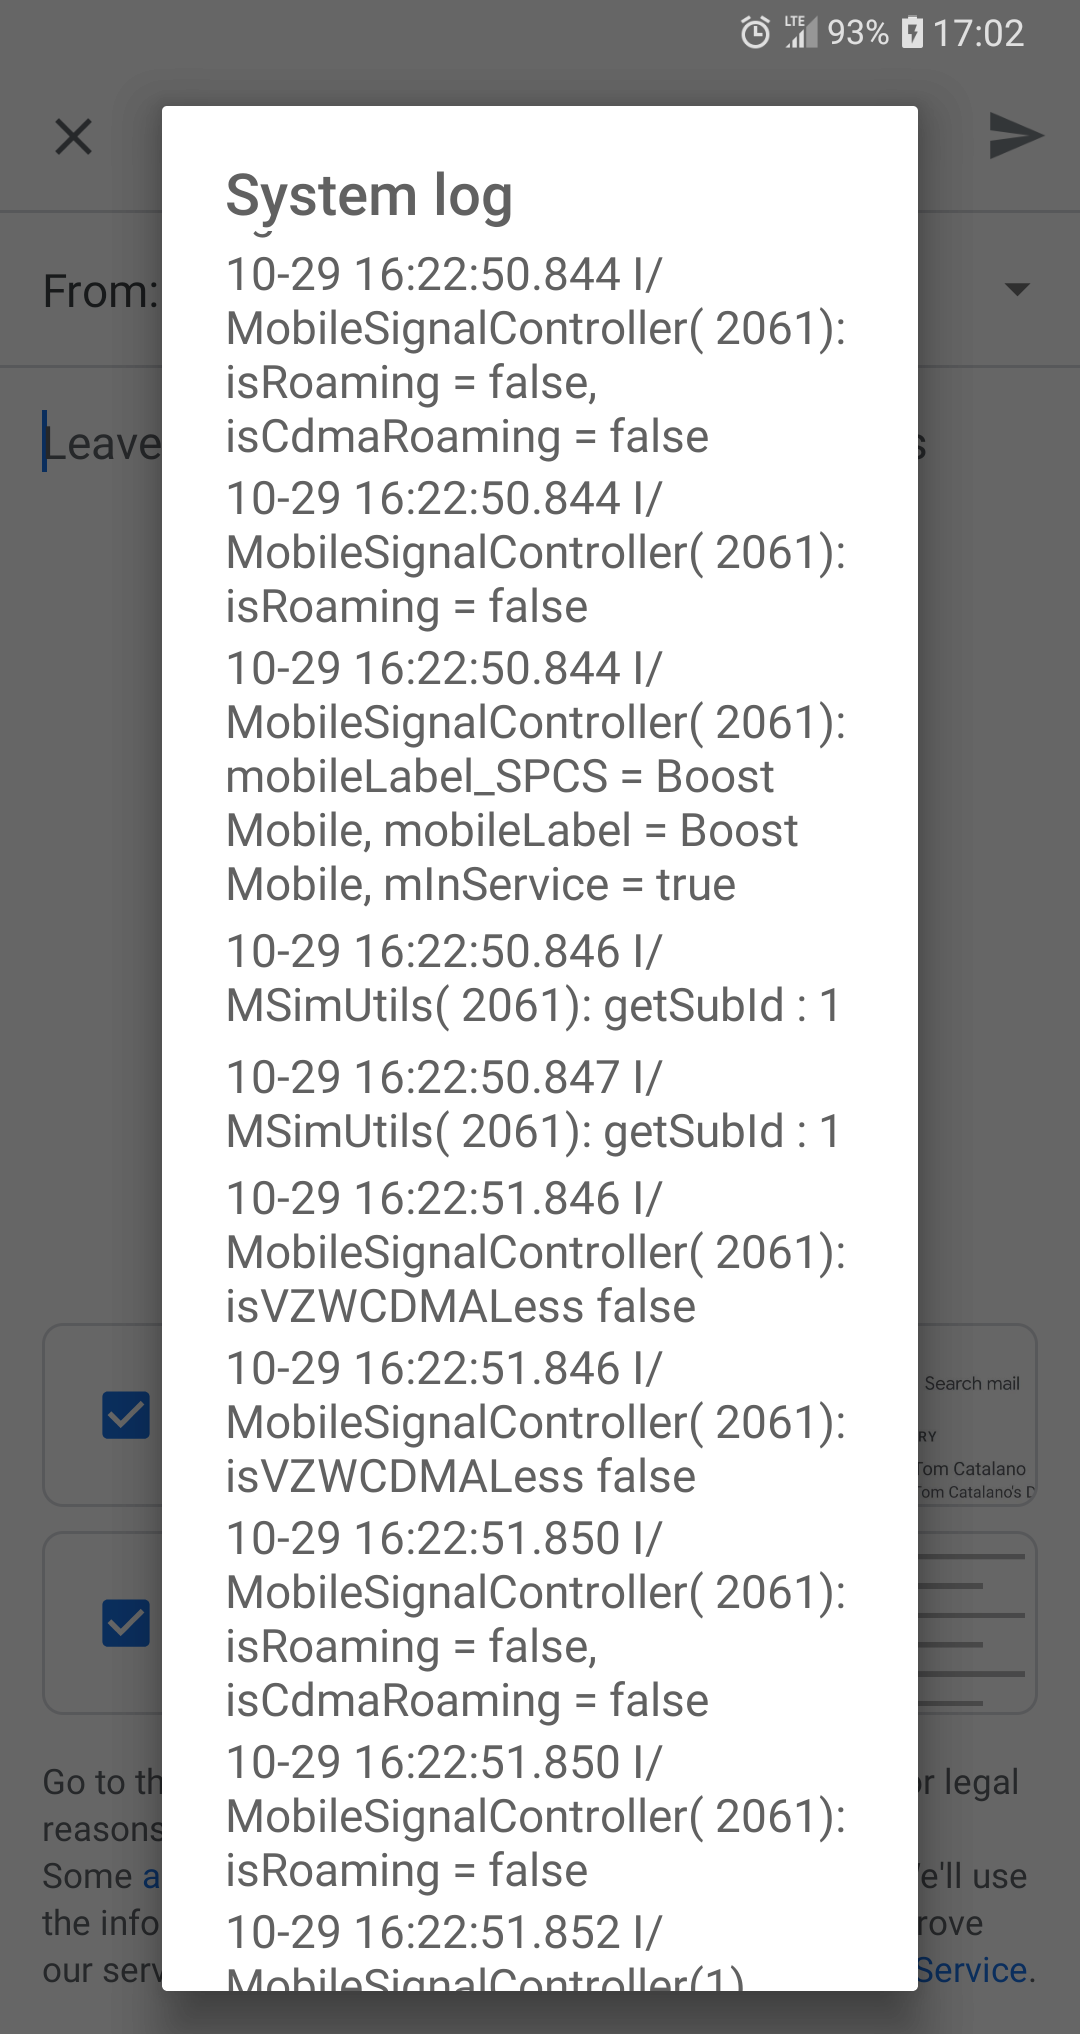 LTE 93% 17:02
System log
From:
Leave
10-29 16:22:50.844 I/
MobileSignalController( 2061):
isRoaming = false,
isCdmaRoaming = false
10-29 16:22:50.844 I/
MobileSignalController( 2061):
isRoaming = false
10-29 16:22:50.844 I/
MobileSignalController( 2061):
mobileLabel_SPCS = Boost
Mobile, mobileLabel = Boost
Mobile, mInService = true
10-29 16:22:50.846 I/
MSimUtils( 2061): getSubId : 1
10-29 16:22:50.847 I/
MSimUtils( 2061): getSubId : 1
10-29 16:22:51.846 I/
MobileSignalController( 2061):
isVZWCDMALess false
10-29 16:22:51.846 I/
MobileSignalController( 2061):
isVZWCDMALess false
10-29 16:22:51.850 I/
MobileSignalController( 2061):
isRoaming = false,
isCdmaRoaming = false
10-29 16:22:51.850 I/
MobileSignalController( 2061):
isRoaming = false
10-29 16:22:51.852 I/
MobileSignalController(1)
Search mail
RY
Tom Catalano
Tom Catalano's D
Go to th
r legal
reasons
Some a
e'll use
the info
rove
our serv
Service.